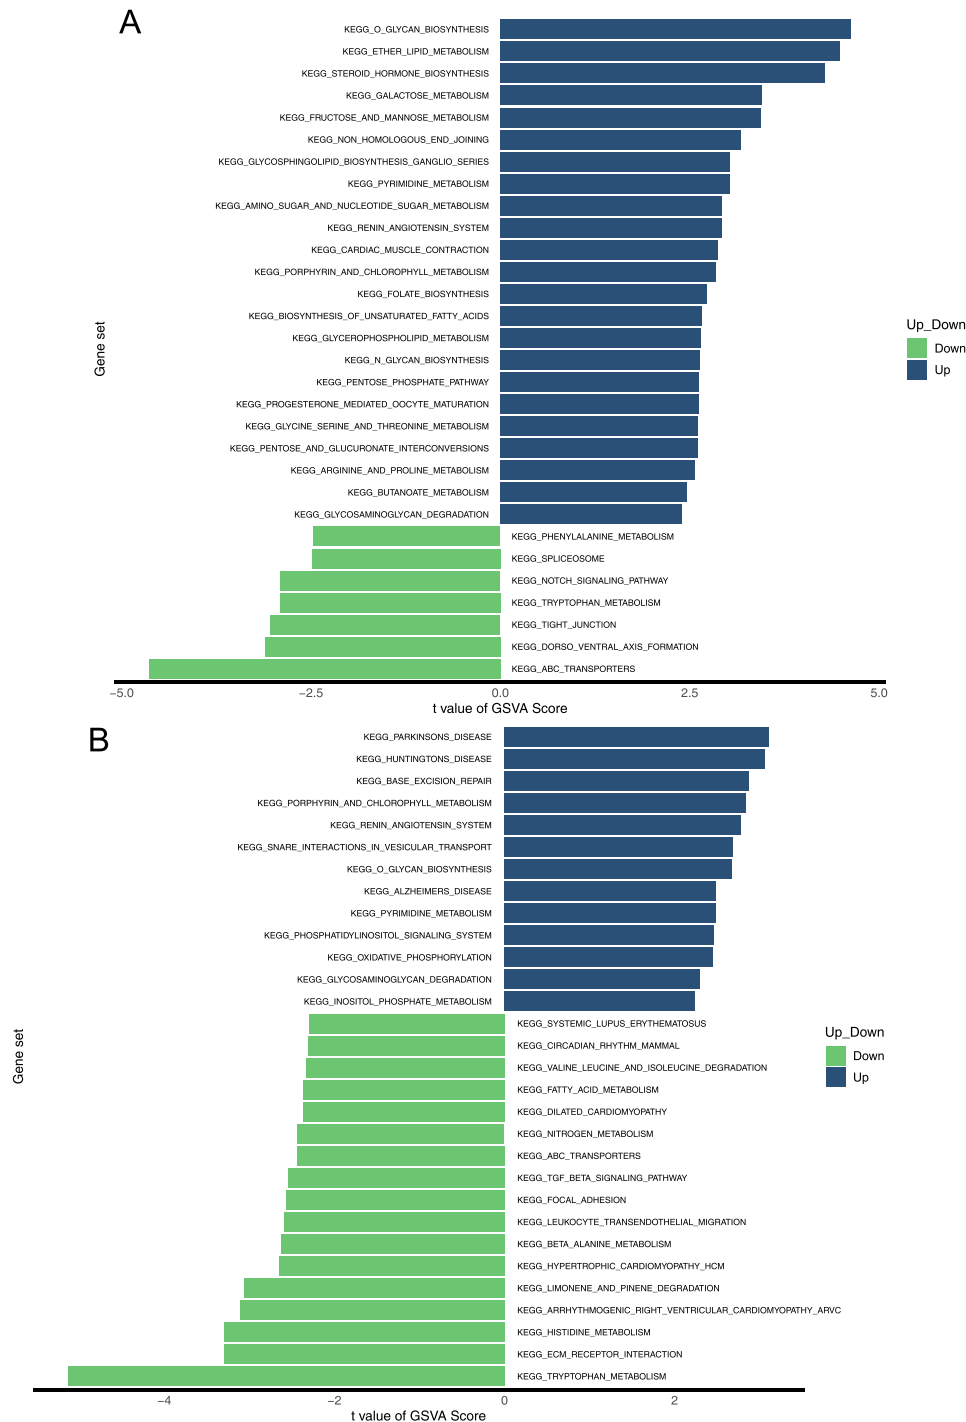 A
KEGG_O_GLYCAN_BIOSYNTHESIS
KEGG_ETHER_LIPID_METABOLISM
KEGG_STEROID_HORMONE_BIOSYNTHESIS
KEGG_GALACTOSE_METABOLISM
KEGG_FRUCTOSE_AND_MANNOSE_METABOLISM
KEGG_NON_HOMOLOGOUS_END_JOINING
KEGG_GLYCOSPHINGOLIPID_BIOSYNTHESIS_GANGLIO_SERIES
KEGG_PYRIMIDINE_METABOLISM
KEGG_AMINO_SUGAR_AND_NUCLEOTIDE_SUGAR_METABOLISM
KEGG_RENIN_ANGIOTENSIN_SYSTEM
KEGG_CARDIAC_MUSCLE_CONTRACTION
KEGG_PORPHYRIN_AND_CHLOROPHYLL_METABOLISM
KEGG_FOLATE_BIOSYNTHESIS
KEGG_BIOSYNTHESIS_OF_UNSATURATED_FATTY_ACIDS
KEGG_GLYCEROPHOSPHOLIPID_METABOLISM
KEGG_N_GLYCAN_BIOSYNTHESIS
KEGG_PENTOSE_PHOSPHATE_PATHWAY
KEGG_PROGESTERONE_MEDIATED_OOCYTE_MATURATION
KEGG_GLYCINE_SERINE_AND_THREONINE_METABOLISM
KEGG_PENTOSE_AND_GLUCURONATE_INTERCONVERSIONS
KEGG_ARGININE_AND_PROLINE_METABOLISM
KEGG_BUTANOATE_METABOLISM
KEGG_GLYCOSAMINOGLYCAN_DEGRADATION
KEGG_PHENYLALANINE_METABOLISM
KEGG_SPLICEOSOME
KEGG_NOTCH_SIGNALING_PATHWAY
KEGG_TRYPTOPHAN_METABOLISM
KEGG_TIGHT_JUNCTION
KEGG_DORSO_VENTRAL_AXIS_FORMATION
KEGG_ABC_TRANSPORTERS
Gene set
−5.0 −2.5 0.0 2.5 5.0
t value of GSVA Score
Up_Down
Down
Up
B
KEGG_PARKINSONS_DISEASE
KEGG_HUNTINGTONS_DISEASE
KEGG_BASE_EXCISION_REPAIR
KEGG_PORPHYRIN_AND_CHLOROPHYLL_METABOLISM
KEGG_RENIN_ANGIOTENSIN_SYSTEM
KEGG_SNARE_INTERACTIONS_IN_VESICULAR_TRANSPORT
KEGG_O_GLYCAN_BIOSYNTHESIS
KEGG_ALZHEIMERS_DISEASE
KEGG_PYRIMIDINE_METABOLISM
KEGG_PHOSPHATIDYLINOSITOL_SIGNALING_SYSTEM
KEGG_OXIDATIVE_PHOSPHORYLATION
KEGG_GLYCOSAMINOGLYCAN_DEGRADATION
KEGG_INOSITOL_PHOSPHATE_METABOLISM
KEGG_SYSTEMIC_LUPUS_ERYTHEMATOSUS
KEGG_CIRCADIAN_RHYTHM_MAMMAL
KEGG_VALINE_LEUCINE_AND_ISOLEUCINE_DEGRADATION
KEGG_FATTY_ACID_METABOLISM
KEGG_DILATED_CARDIOMYOPATHY
KEGG_NITROGEN_METABOLISM
KEGG_ABC_TRANSPORTERS
KEGG_TGF_BETA_SIGNALING_PATHWAY
KEGG_FOCAL_ADHESION
KEGG_LEUKOCYTE_TRANSENDOTHELIAL_MIGRATION
KEGG_BETA_ALANINE_METABOLISM
KEGG_HYPERTROPHIC_CARDIOMYOPATHY_HCM
KEGG_LIMONENE_AND_PINENE_DEGRADATION
KEGG_ARRHYTHMOGENIC_RIGHT_VENTRICULAR_CARDIOMYOPATHY_ARVC
KEGG_HISTIDINE_METABOLISM
KEGG_ECM_RECEPTOR_INTERACTION
KEGG_TRYPTOPHAN_METABOLISM
Gene set
−4 −2 0 2
t value of GSVA Score
Up_Down
Down
Up